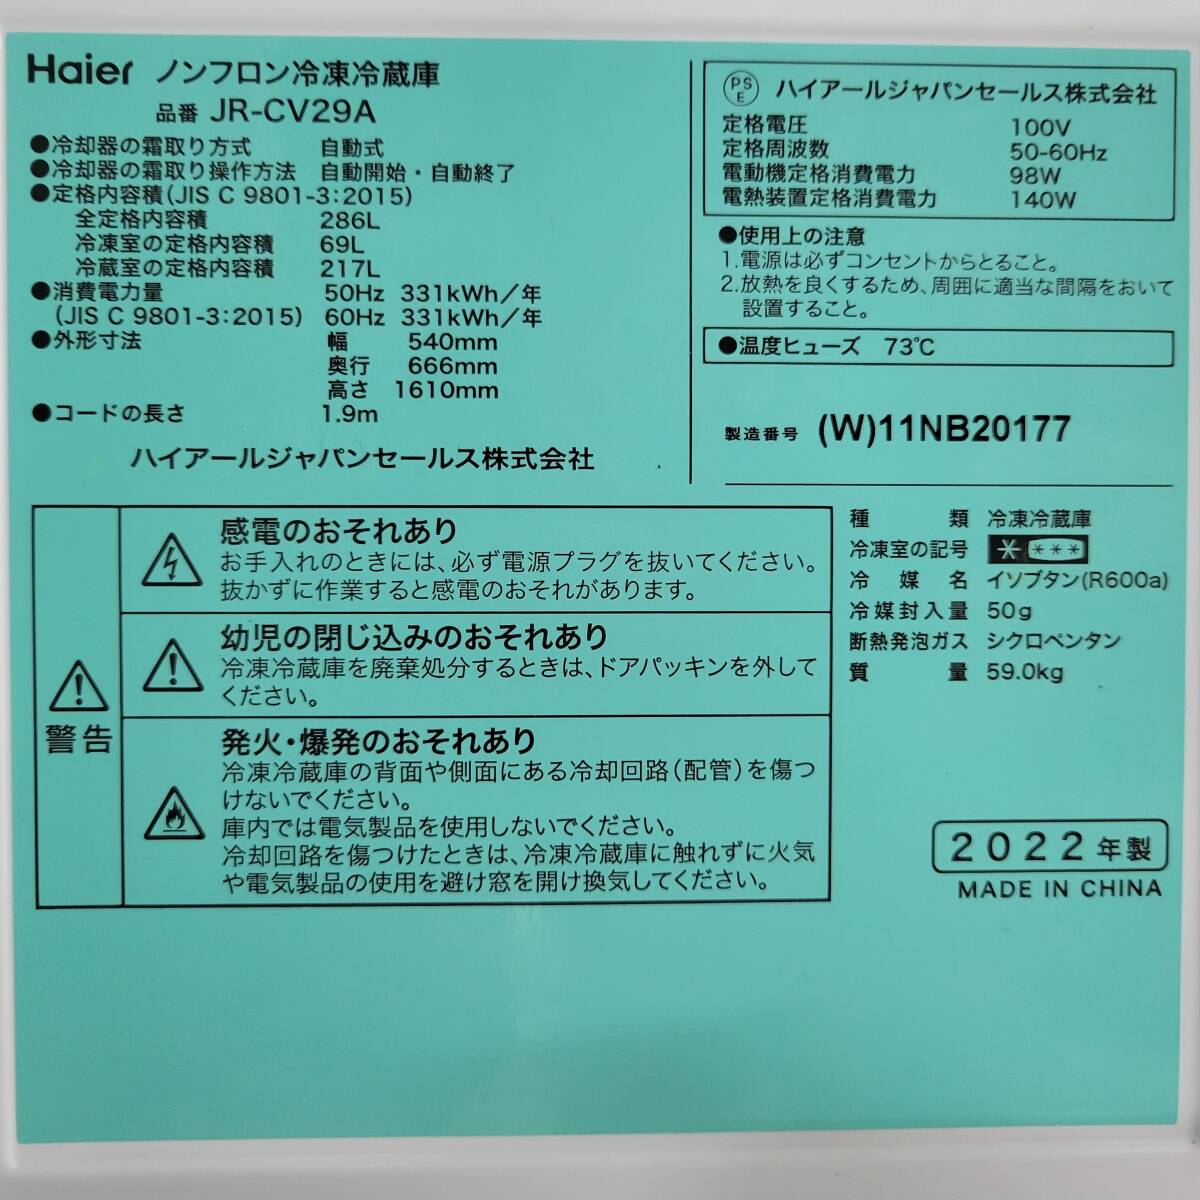 Haier ノンフロン冷凍冷蔵庫
品番 JR-CV29A
●冷却器の霜取り方式 自動式
●冷却器の霜取り操作方法 自動開始・自動終了
●定格内容積(JIS C 9801-3:2015)
全定格内容積 286L
冷凍室の定格内容積 69L
冷蔵室の定格内容積 217L
●消費電力量 50Hz 331kWh/年
(JIS C 9801-3:2015) 60Hz 331kWh/年
●外形寸法 幅 540mm
奥行 666mm
高さ 1610mm
●コードの長さ 1.9m
ハイアールジャパンセールス株式会社
PSE ハイアールジャパンセールス株式会社
定格電圧 100V
定格周波数 50-60Hz
電動機定格消費電力 98W
電熱装置定格消費電力 140W
●使用上の注意
1.電源は必ずコンセントからとること。
2.放熱を良くするため、周囲に適当な間隔をおいて
設置すること。
●温度ヒューズ 73℃
製造番号 (W)11NB20177
警告
感電のおそれあり
お手入れのときには、必ず電源プラグを抜いてください。
抜かずに作業すると感電のおそれがあります。
幼児の閉じ込みのおそれあり
冷凍冷蔵庫を廃棄処分するときは、ドアパッキンを外して
ください。
発火・爆発のおそれあり
冷凍冷蔵庫の背面や側面にある冷却回路(配管)を傷つ
けないでください。
庫内では電気製品を使用しないでください。
冷却回路を傷つけたときは、冷凍冷蔵庫に触れずに火気
や電気製品の使用を避け窓を開け換気してください。
種類 冷凍冷蔵庫
冷凍室の記号 * ***
冷媒名 イソブタン(R600a)
冷媒封入量 50g
断熱発泡ガス シクロペンタン
質量 59.0kg
2022年製
MADE IN CHINA